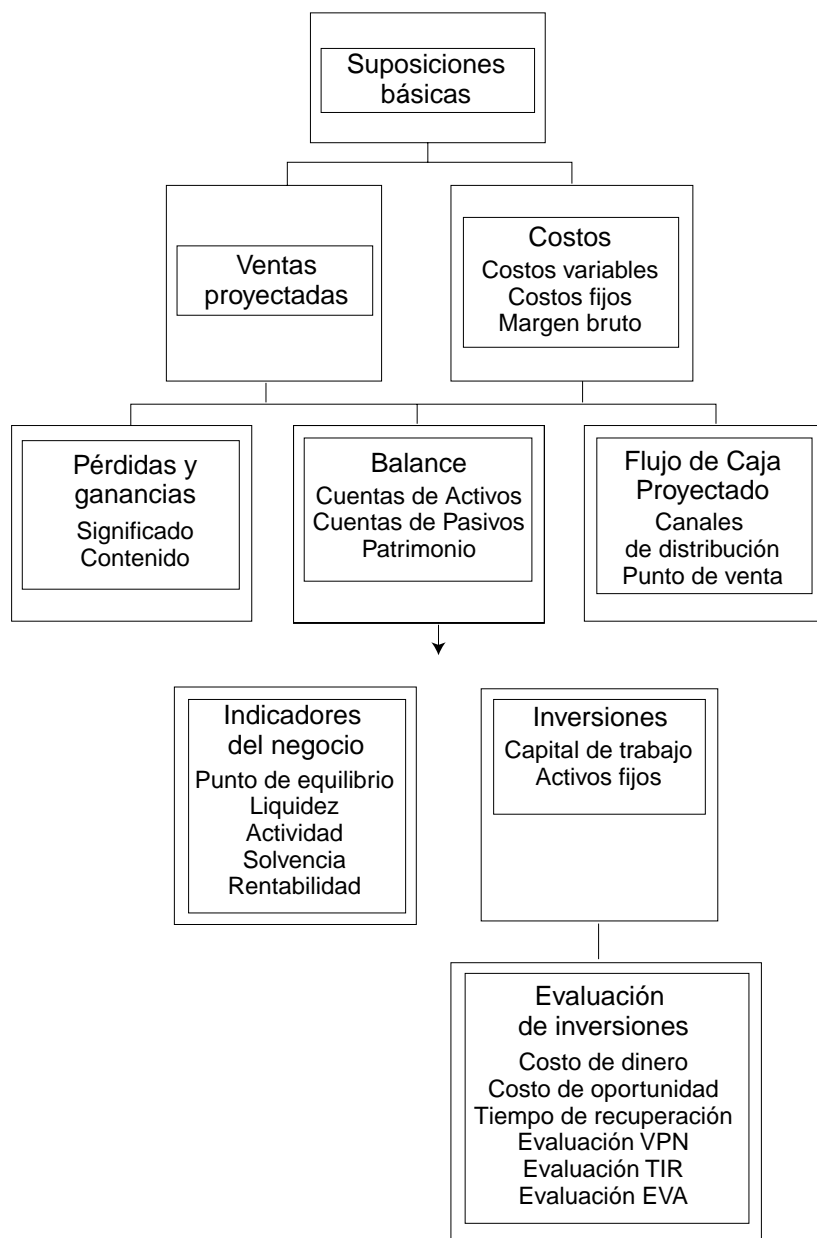 Suposiciones
básicas
Ventas
proyectadas
Costos
Costos variables
Costos fijos
Margen bruto
Pérdidas y
ganancias
Significado
Contenido
Balance
Cuentas de Activos
Cuentas de Pasivos
Patrimonio
Flujo de Caja
Proyectado
Canales
de distribución
Punto de venta
Indicadores
del negocio
Punto de equilibrio
Liquidez
Actividad
Solvencia
Rentabilidad
Inversiones
Capital de trabajo
Activos fijos
Evaluación
de inversiones
Costo de dinero
Costo de oportunidad
Tiempo de recuperación
Evaluación VPN
Evaluación TIR
Evaluación EVA